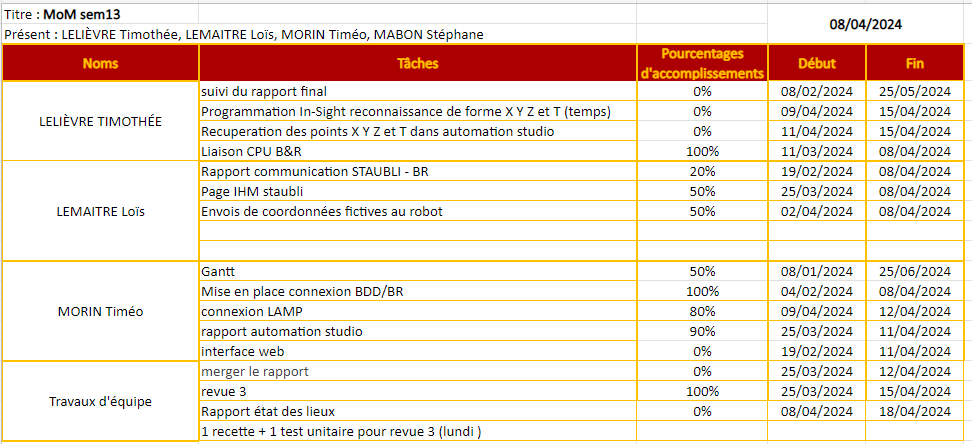 Titre : MoM sem13
08/04/2024
Présent : LELIÈVRE Timothée, LEMAITRE Loïs, MORIN Timéo, MABON Stéphane
Noms Tâches Pourcentages d'accomplissements Début Fin
LELIÈVRE TIMOTHÉE
suivi du rapport final 0% 08/02/2024 25/05/2024
Programmation In-Sight reconnaissance de forme X Y Z et T (temps) 0% 09/04/2024 15/04/2024
Recuperation des points X Y Z et T dans automation studio 0% 11/04/2024 15/04/2024
Liaison CPU B&R 100% 11/03/2024 08/04/2024
LEMAITRE Loïs
Rapport communication STAUBLI - BR 20% 19/02/2024 08/04/2024
Page IHM staubli 50% 25/03/2024 08/04/2024
Envois de coordonnées fictives au robot 50% 02/04/2024 08/04/2024
MORIN Timéo
Gantt 50% 08/01/2024 25/06/2024
Mise en place connexion BDD/BR 100% 04/02/2024 08/04/2024
connexion LAMP 80% 09/04/2024 12/04/2024
rapport automation studio 90% 25/03/2024 11/04/2024
interface web 0% 19/02/2024 11/04/2024
Travaux d'équipe
merger le rapport 0% 25/03/2024 12/04/2024
revue 3 100% 25/03/2024 15/04/2024
Rapport état des lieux 0% 08/04/2024 18/04/2024
1 recette + 1 test unitaire pour revue 3 (lundi )